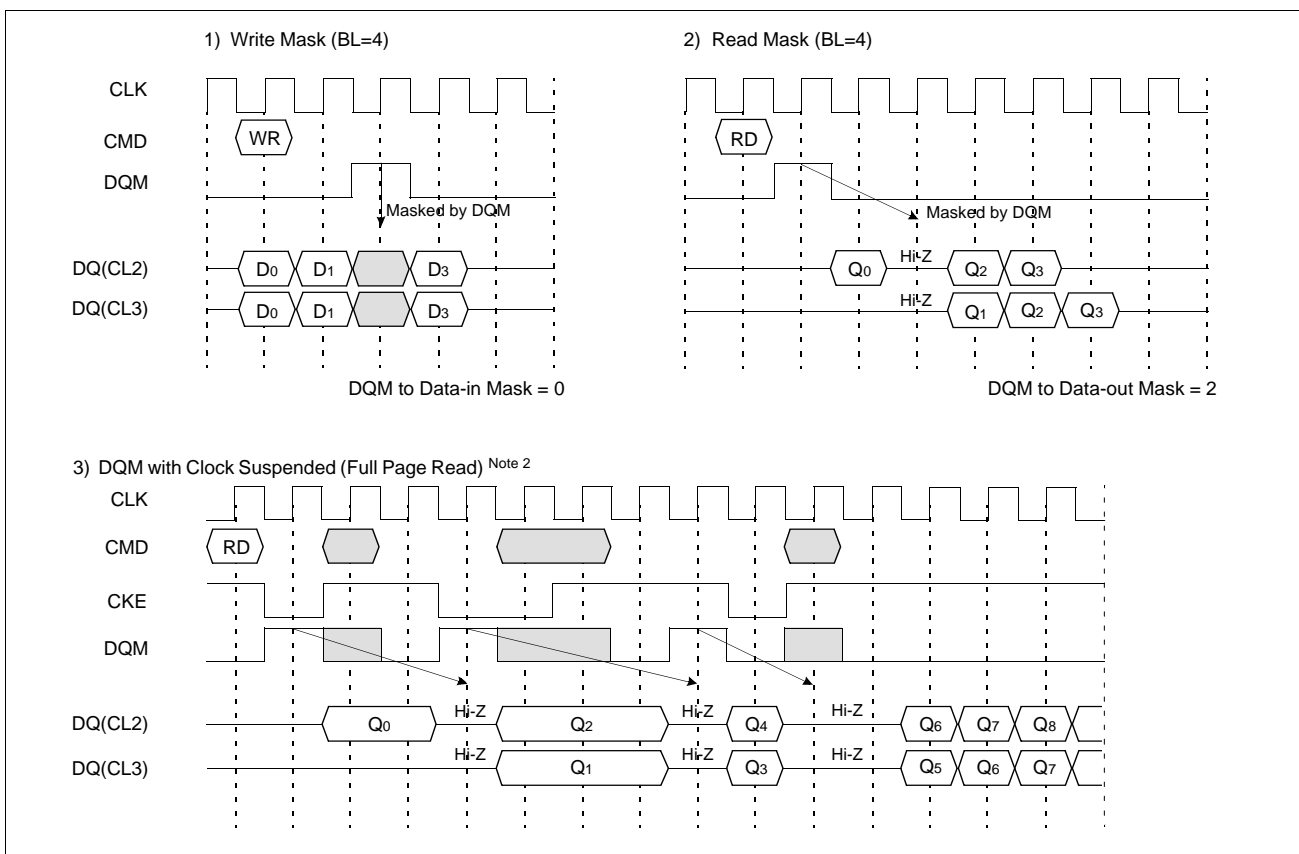 1) Write Mask (BL=4)
2) Read Mask (BL=4)
CLK
CMD
WR
RD
DQM
Masked by DQM
Masked by DQM
DQ(CL2)
D0
D1
D3
Q0
Hi-Z
Q2
Q3
DQ(CL3)
D0
D1
D3
Hi-Z
Q1
Q2
Q3
DQM to Data-in Mask = 0
DQM to Data-out Mask = 2
3) DQM with Clock Suspended (Full Page Read) Note 2
CLK
CMD
RD
CKE
DQM
DQ(CL2)
Q0
Hi-Z
Q2
Hi-Z
Q4
Hi-Z
Q6
Q7
Q8
DQ(CL3)
Hi-Z
Q1
Hi-Z
Q3
Hi-Z
Q5
Q6
Q7